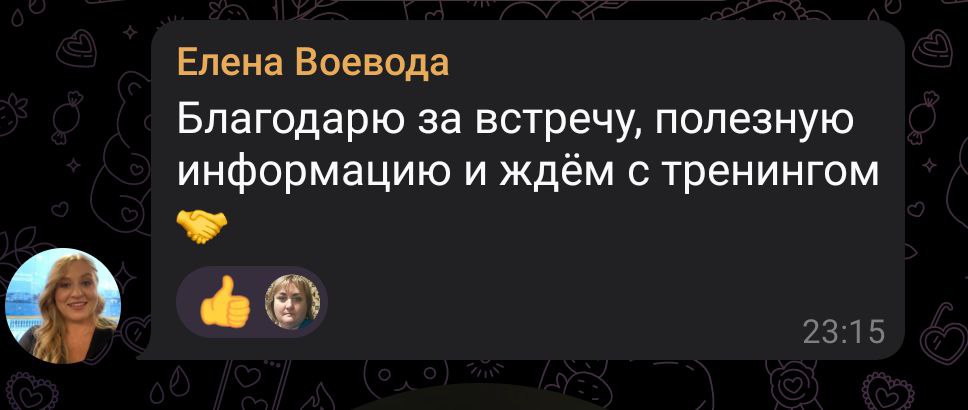 Елена Воевода
Благодарю за встречу, полезную
информацию и ждём с тренингом
🤝
👍
23:15